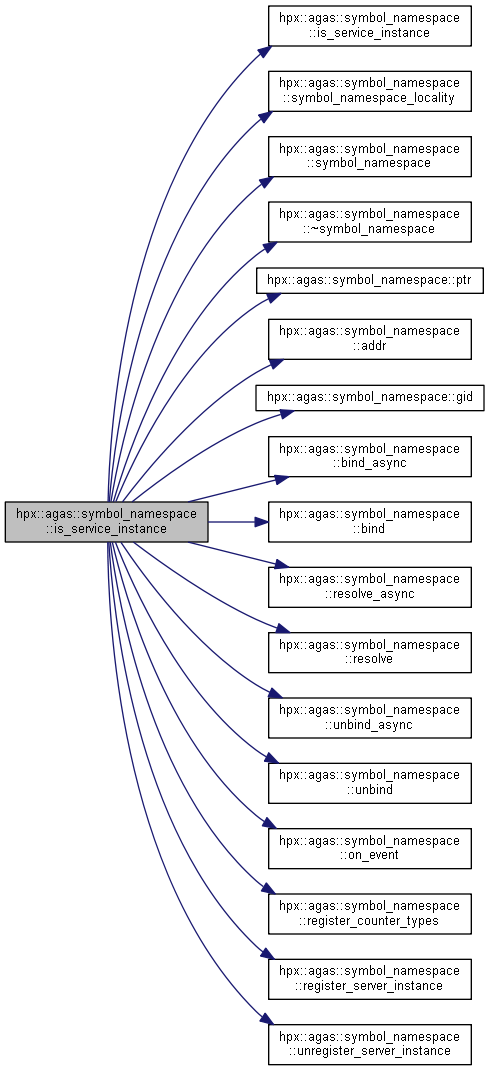 hpx::agas::symbol_namespace
::is_service_instance
hpx::agas::symbol_namespace
::is_service_instance
hpx::agas::symbol_namespace
::symbol_namespace_locality
hpx::agas::symbol_namespace
::symbol_namespace
hpx::agas::symbol_namespace
::~symbol_namespace
hpx::agas::symbol_namespace::ptr
hpx::agas::symbol_namespace
::addr
hpx::agas::symbol_namespace::gid
hpx::agas::symbol_namespace
::bind_async
hpx::agas::symbol_namespace
::bind
hpx::agas::symbol_namespace
::resolve_async
hpx::agas::symbol_namespace
::resolve
hpx::agas::symbol_namespace
::unbind_async
hpx::agas::symbol_namespace
::unbind
hpx::agas::symbol_namespace
::on_event
hpx::agas::symbol_namespace
::register_counter_types
hpx::agas::symbol_namespace
::register_server_instance
hpx::agas::symbol_namespace
::unregister_server_instance